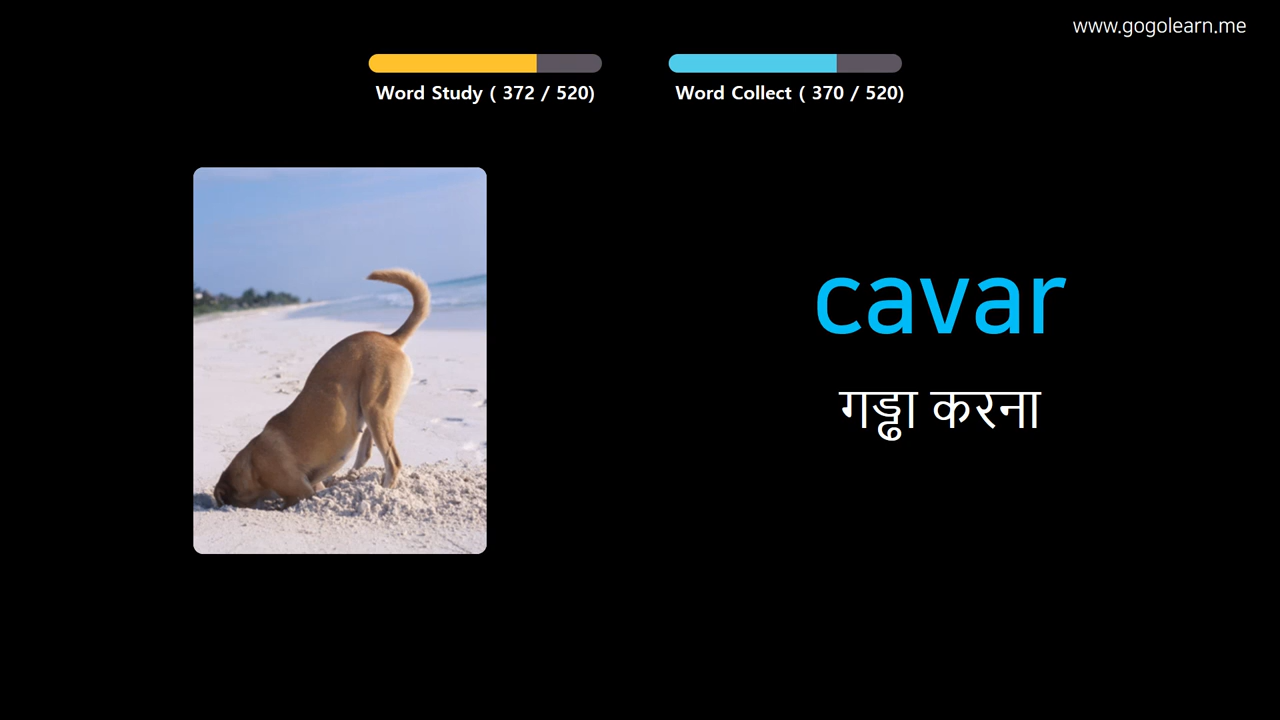 www.gogolearn.me
Word Study ( 372 / 520)
Word Collect ( 370 / 520)
cavar
गड्ढा करना